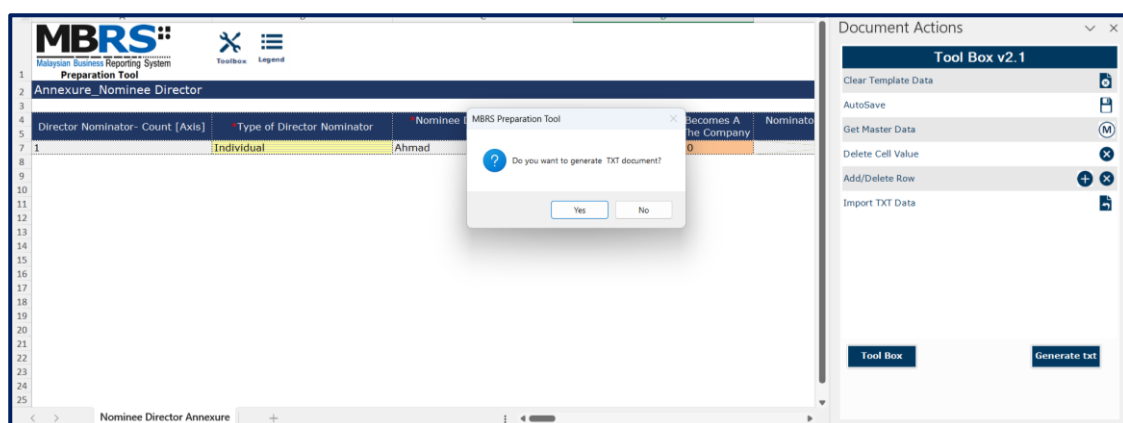 MBRS
Malaysian Business Reporting System
Preparation Tool
Toolbox
Legend
1
2 Annexure_Nominee Director
3
4
5
Director Nominator- Count [Axis] *Type of Director Nominator *Nominee Becomes A The Company Nominato
7 1 Individual Ahmad 0
8
9
10
11
12
13
14
15
16
17
18
19
20
21
22
23
24
25
Nominee Director Annexure
MBRS Preparation Tool
Do you want to generate TXT document?
Yes No
Document Actions
Tool Box v2.1
Clear Template Data
AutoSave
Get Master Data M
Delete Cell Value
Add/Delete Row
Import TXT Data
Tool Box Generate txt